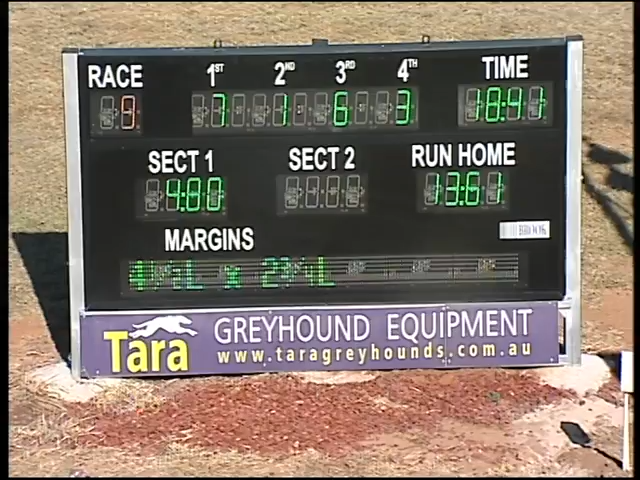 RACE 1ST 2ND 3RD 4TH TIME
3 7 1 6 3 18:41
SECT 1 SECT 2 RUN HOME
4:80 13:61
MARGINS
Tara GREYHOUND EQUIPMENT
www.taragreyhounds.com.au